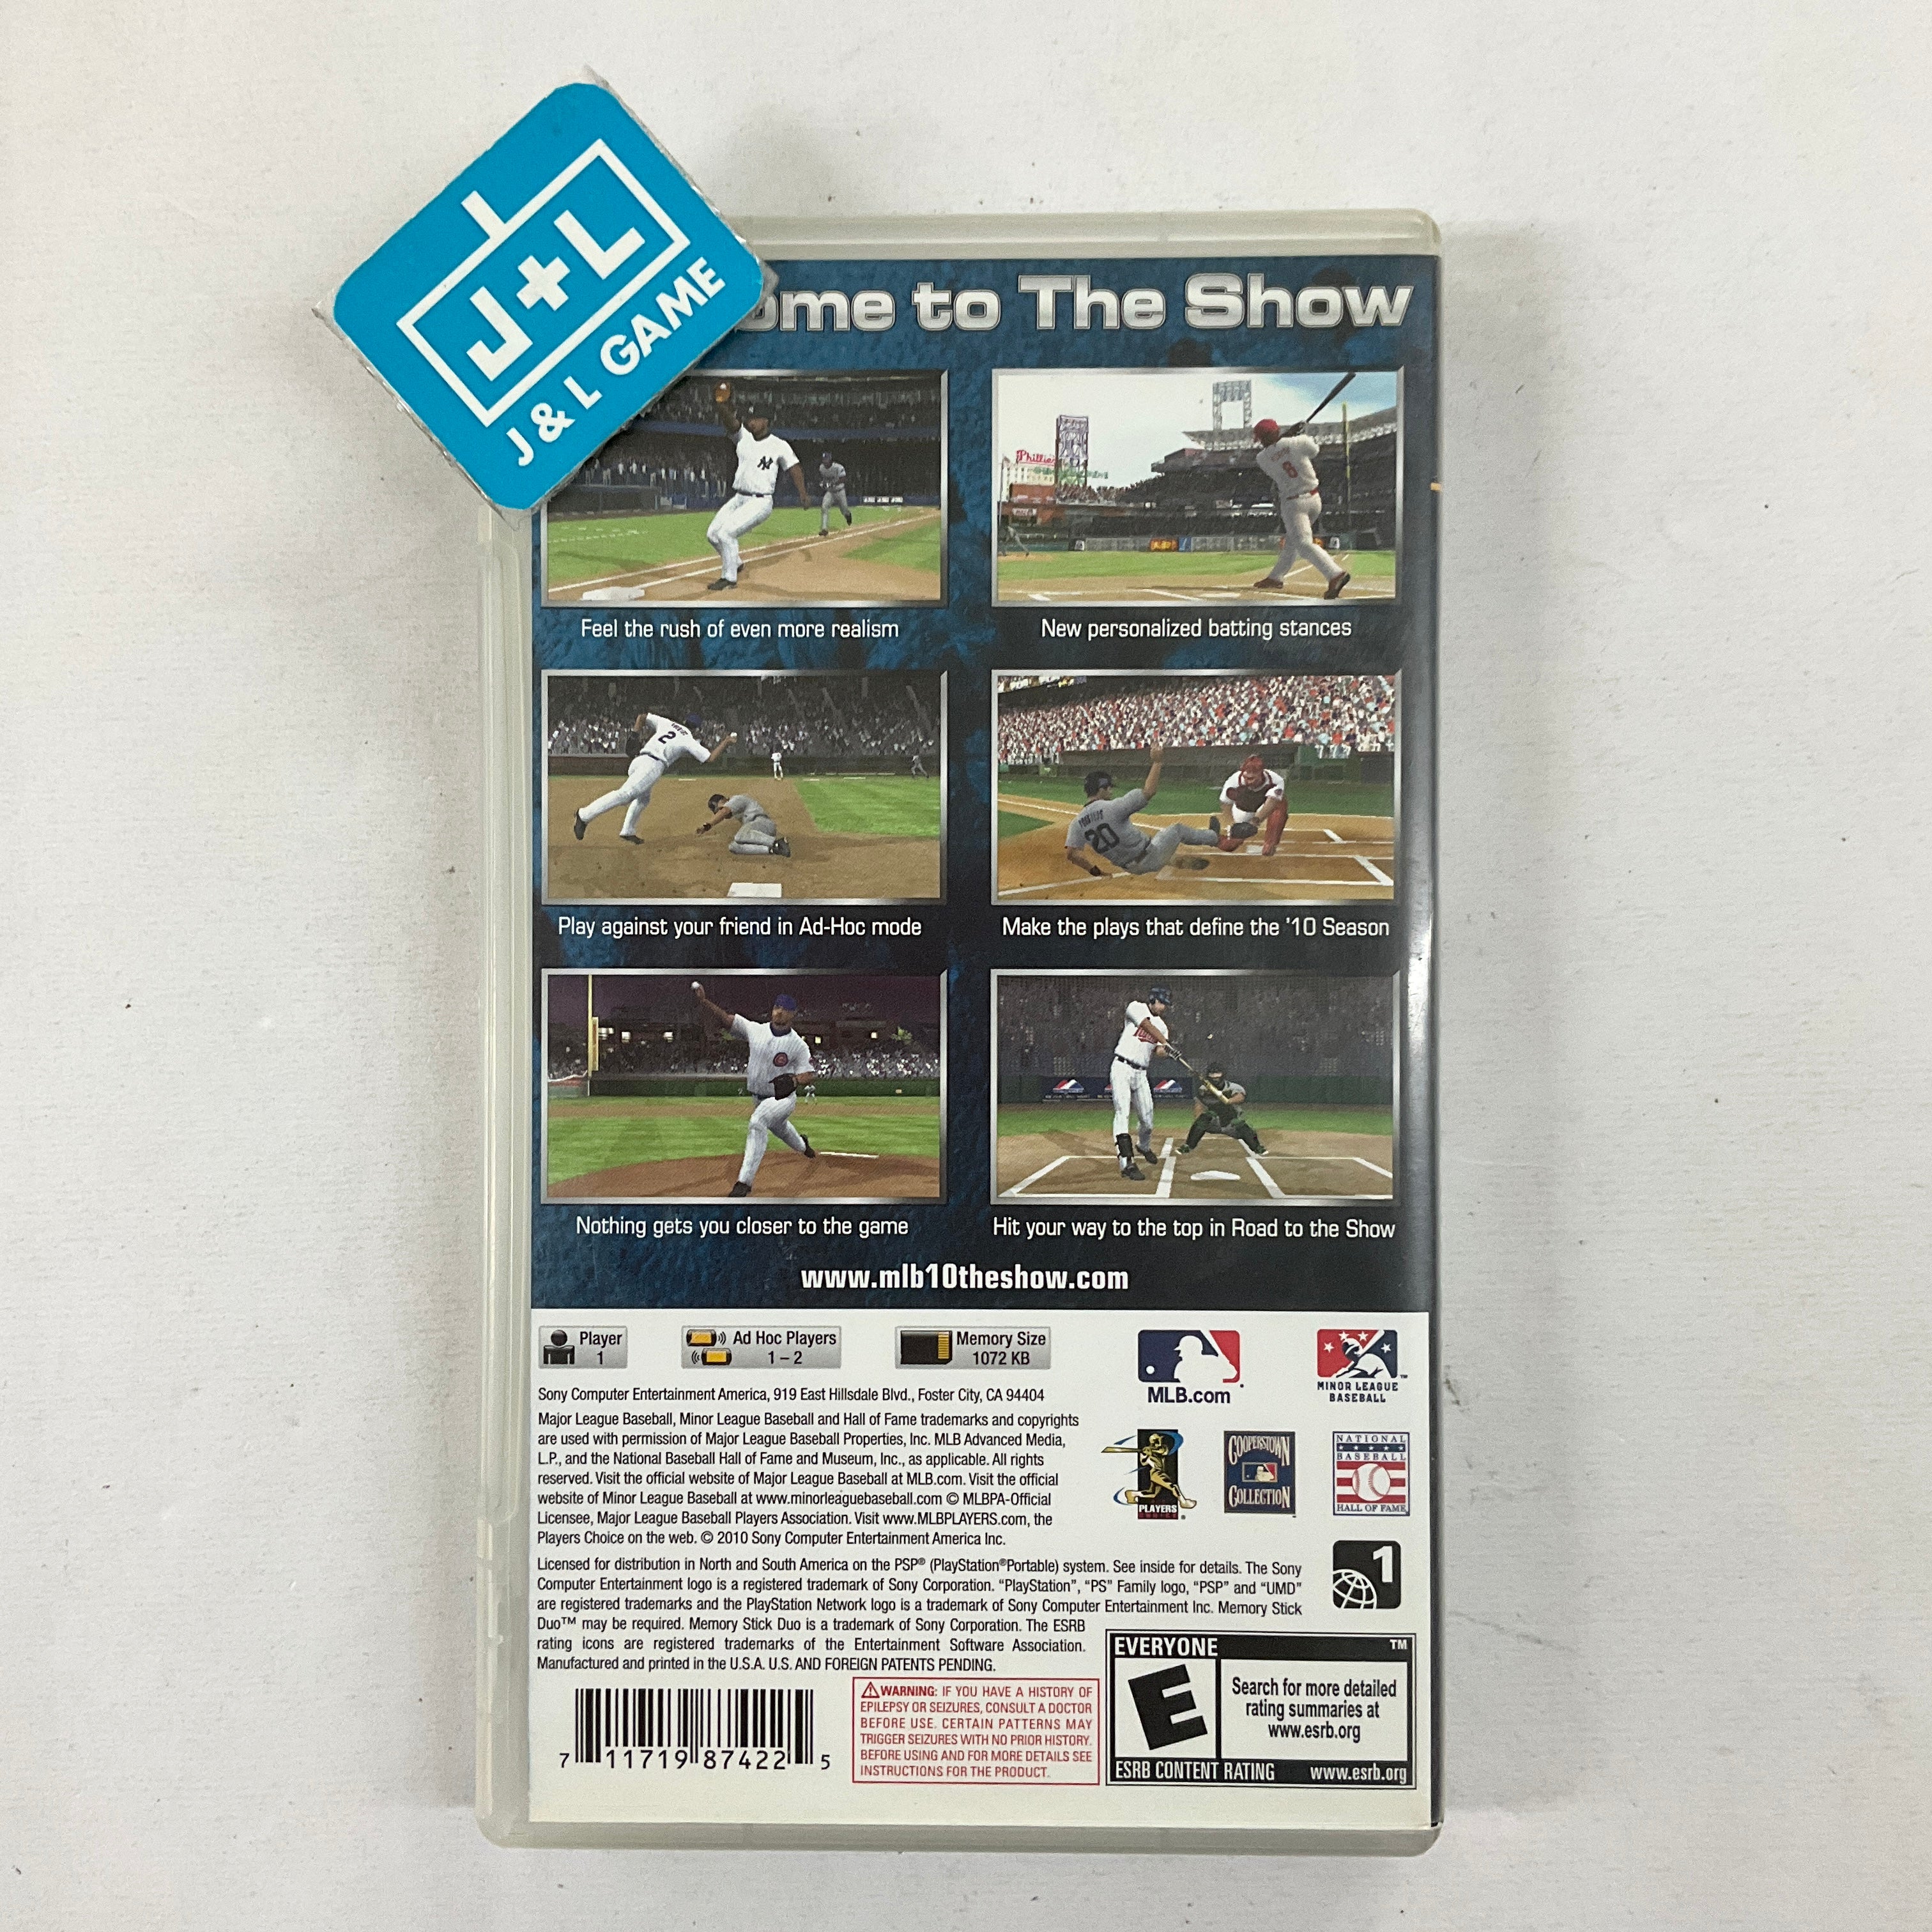 J+L
J & L GAME
ome to The Show
Feel the rush of even more realism
New personalized batting stances
Phillies
8
2
20
Play against your friend in Ad-Hoc mode
Make the plays that define the '10 Season
Nothing gets you closer to the game
Hit your way to the top in Road to the Show
www.mlb10theshow.com
Player
1
Ad Hoc Players
1 – 2
Memory Size
1072 KB
MLB.com
MINOR LEAGUE
BASEBALL
™
Sony Computer Entertainment America, 919 East Hillsdale Blvd., Foster City, CA 94404
Major League Baseball, Minor League Baseball and Hall of Fame trademarks and copyrights
are used with permission of Major League Baseball Properties, Inc. MLB Advanced Media,
L.P., and the National Baseball Hall of Fame and Museum, Inc., as applicable. All rights
reserved. Visit the official website of Major League Baseball at MLB.com. Visit the official
website of Minor League Baseball at www.minorleaguebaseball.com © MLBPA-Official
Licensee, Major League Baseball Players Association. Visit www.MLBPLAYERS.com, the
Players Choice on the web. © 2010 Sony Computer Entertainment America Inc.
PLAYERS
CHOICE
COOPERSTOWN
COLLECTION
NATIONAL
BASEBALL
HALL OF FAME
Licensed for distribution in North and South America on the PSP® (PlayStation®Portable) system. See inside for details. The Sony
Computer Entertainment logo is a registered trademark of Sony Corporation. “PlayStation”, “PS” Family logo, “PSP” and “UMD”
are registered trademarks and the PlayStation Network logo is a trademark of Sony Computer Entertainment Inc. Memory Stick
Duo™ may be required. Memory Stick Duo is a trademark of Sony Corporation. The ESRB
rating icons are registered trademarks of the Entertainment Software Association.
Manufactured and printed in the U.S.A. U.S. AND FOREIGN PATENTS PENDING.
1
7 11719 87422 5
WARNING: IF YOU HAVE A HISTORY OF
EPILEPSY OR SEIZURES, CONSULT A DOCTOR
BEFORE USE. CERTAIN PATTERNS MAY
TRIGGER SEIZURES WITH NO PRIOR HISTORY.
BEFORE USING AND FOR MORE DETAILS SEE
INSTRUCTIONS FOR THE PRODUCT.
EVERYONE ™
E
Search for more detailed
rating summaries at
www.esrb.org
ESRB CONTENT RATING www.esrb.org